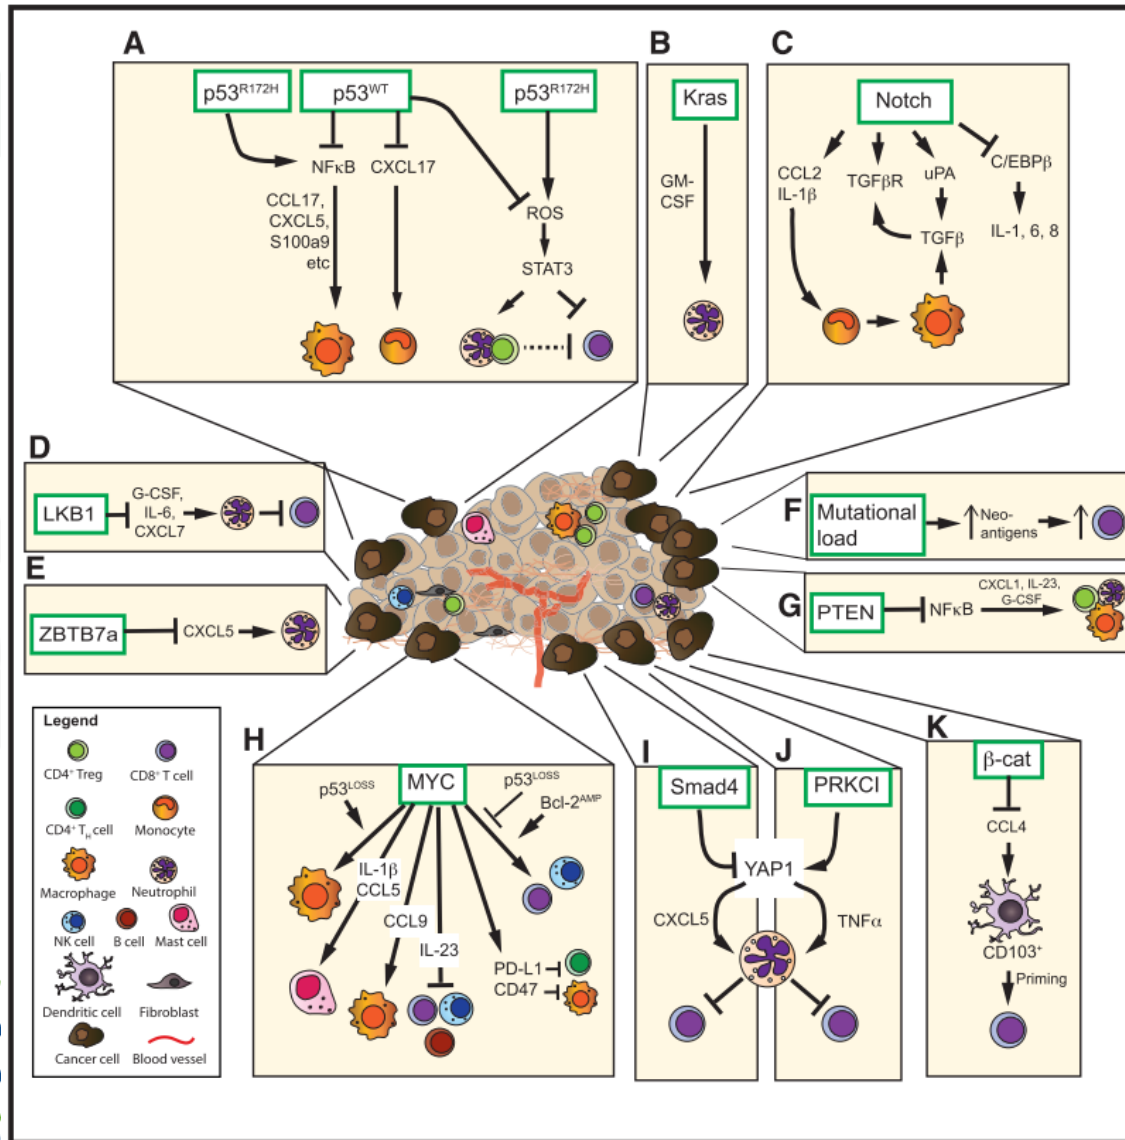 A
p53R172H
p53WT
p53R172H
NFκB
CXCL17
CCL17,
CXCL5,
S100a9
etc
ROS
STAT3
B
Kras
GM-
CSF
C
Notch
CCL2
IL-1β
TGFβR
uPA
C/EBPβ
TGFβ
IL-1, 6, 8
D
LKB1
G-CSF,
IL-6,
CXCL7
E
ZBTB7a
CXCL5
F
Mutational
load
Neo-
antigens
G
PTEN
NFκB
CXCL1, IL-23,
G-CSF
Legend
CD4+ Treg
CD8+ T cell
CD4+ TH cell
Monocyte
Macrophage
Neutrophil
NK cell
B cell
Mast cell
Dendritic cell
Fibroblast
Cancer cell
Blood vessel
H
p53LOSS
MYC
p53LOSS
Bcl-2AMP
IL-1β
CCL5
CCL9
IL-23
PD-L1
CD47
I
Smad4
J
PRKCI
YAP1
CXCL5
TNFα
K
β-cat
CCL4
CD103+
Priming